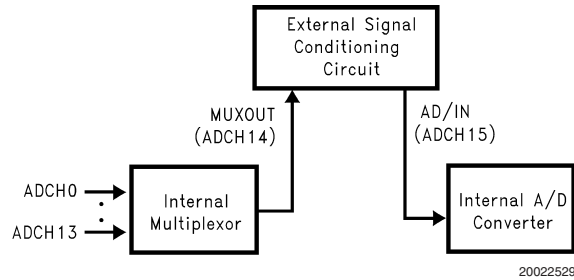 External Signal
Conditioning
Circuit
MUXOUT
(ADCH14)
AD/IN
(ADCH15)
ADCH0
ADCH13
Internal
Multiplexor
Internal A/D
Converter
20022529